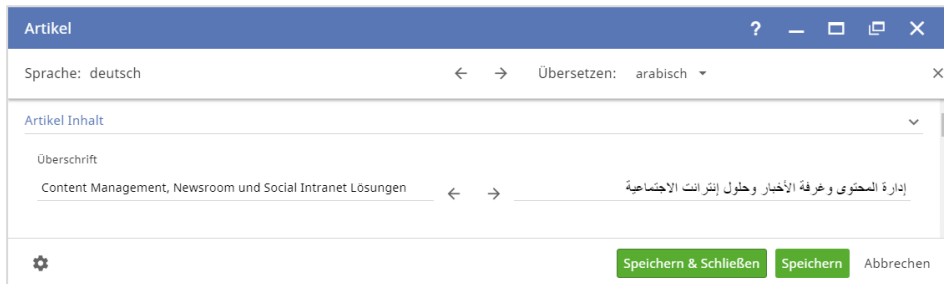 Artikel
Sprache: deutsch
Übersetzen: arabisch
Artikel Inhalt
Überschrift
Content Management, Newsroom und Social Intranet Lösungen
إدارة المحتوى وغرفة الأخبار وحلول إنترانت الاجتماعية
Speichern & Schließen Speichern Abbrechen